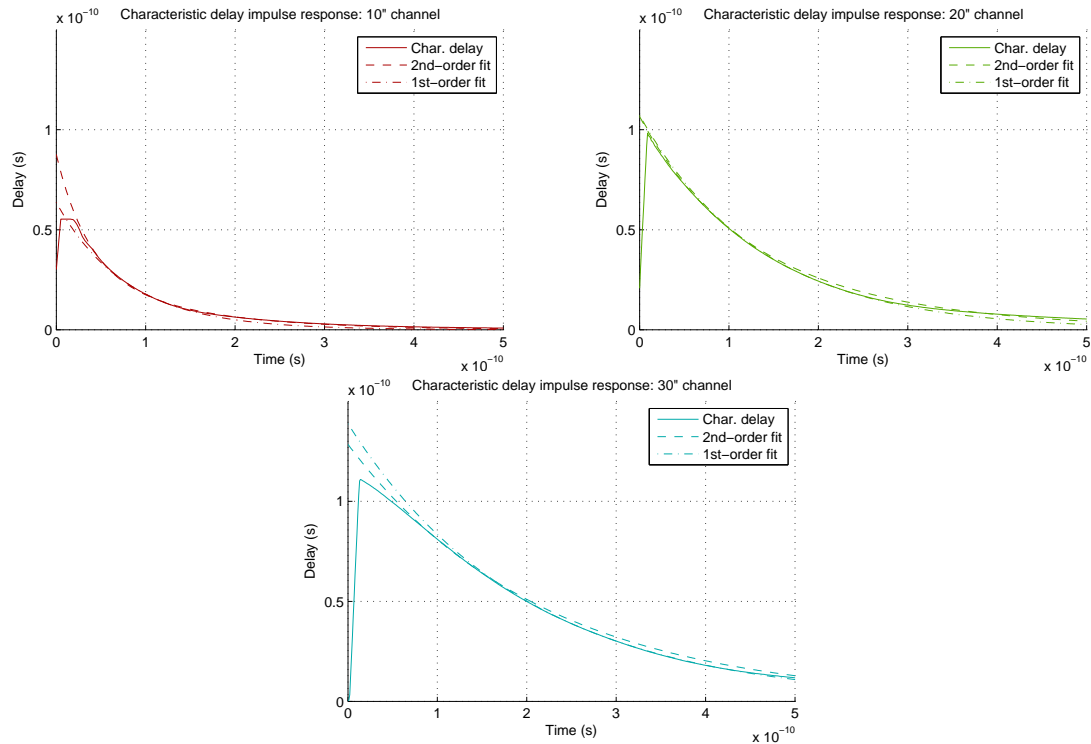 x 10⁻¹⁰
Characteristic delay impulse response: 10" channel
Char. delay
2nd−order fit
1st−order fit
Delay (s)
1
0.5
0
0 1 2 3 4 5
Time (s)
x 10⁻¹⁰
x 10⁻¹⁰
Characteristic delay impulse response: 20" channel
Char. delay
2nd−order fit
1st−order fit
Delay (s)
1
0.5
0
0 1 2 3 4 5
Time (s)
x 10⁻¹⁰
x 10⁻¹⁰
Characteristic delay impulse response: 30" channel
Char. delay
2nd−order fit
1st−order fit
Delay (s)
1
0.5
0
0 1 2 3 4 5
Time (s)
x 10⁻¹⁰